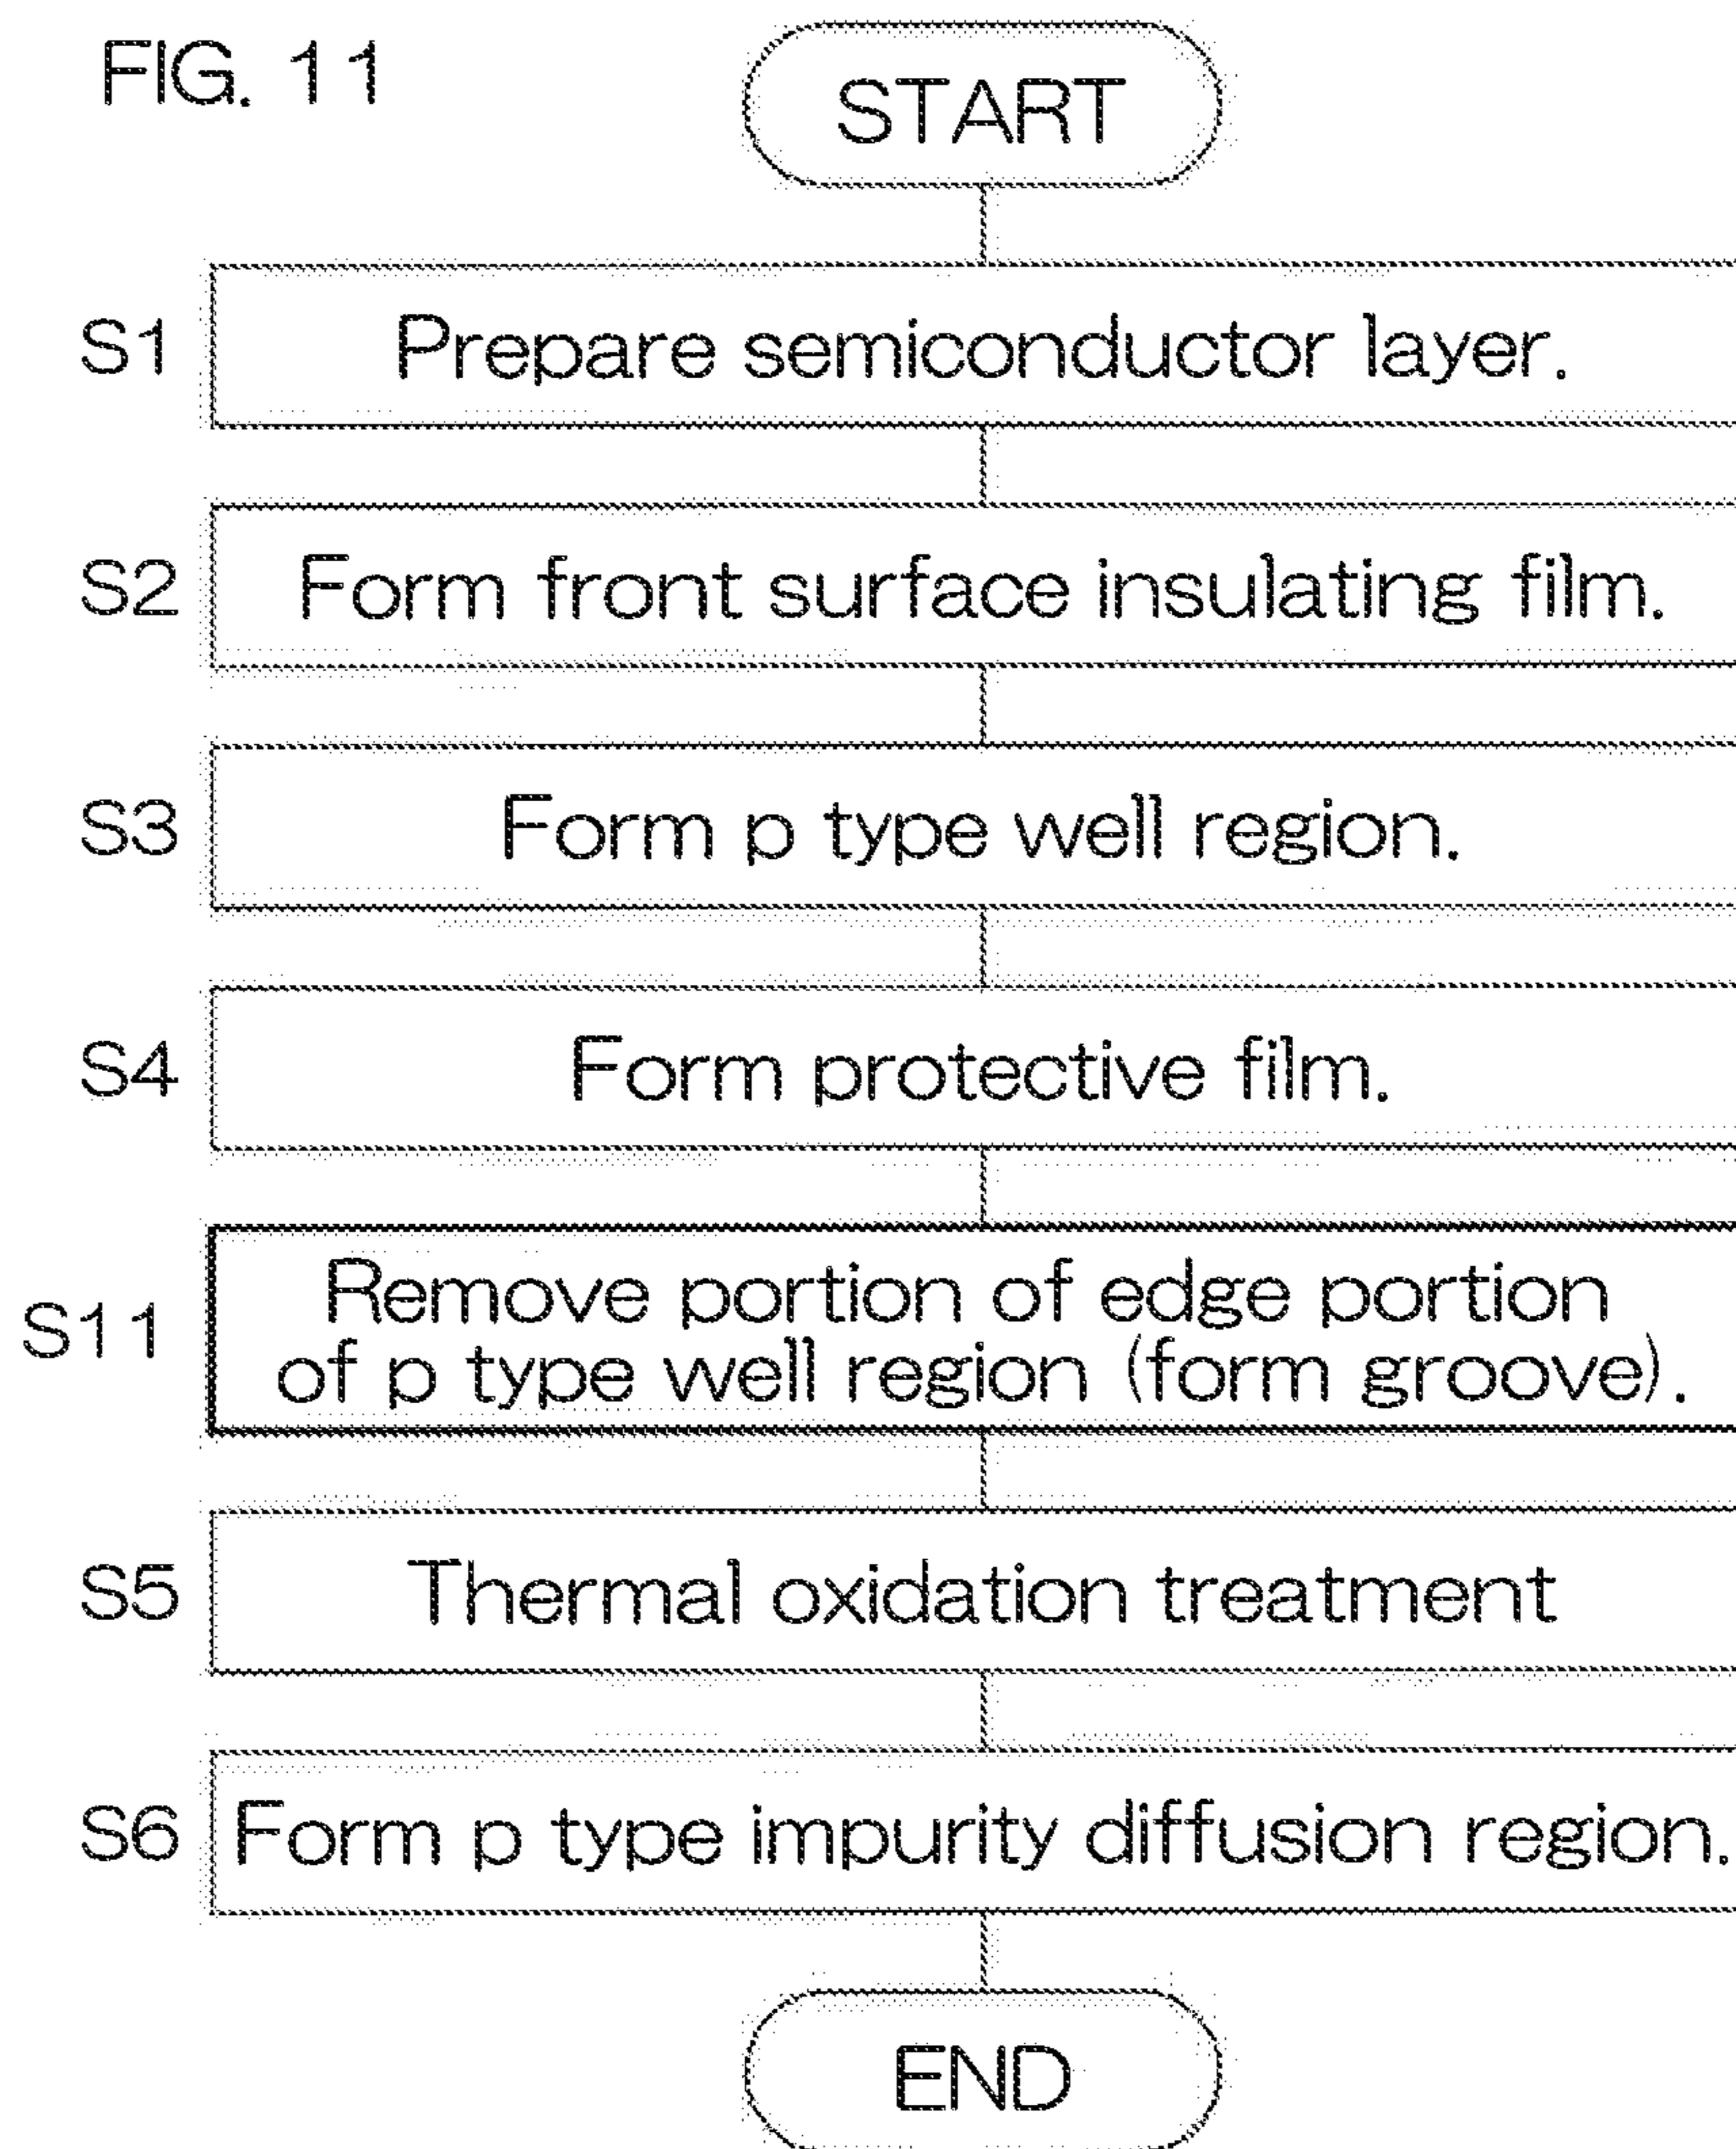 FIG. 11
START
S1 Prepare semiconductor layer.
S2 Form front surface insulating film.
S3 Form p type well region.
S4 Form protective film.
S11 Remove portion of edge portion
of p type well region (form groove).
S5 Thermal oxidation treatment
S6 Form p type impurity diffusion region.
END